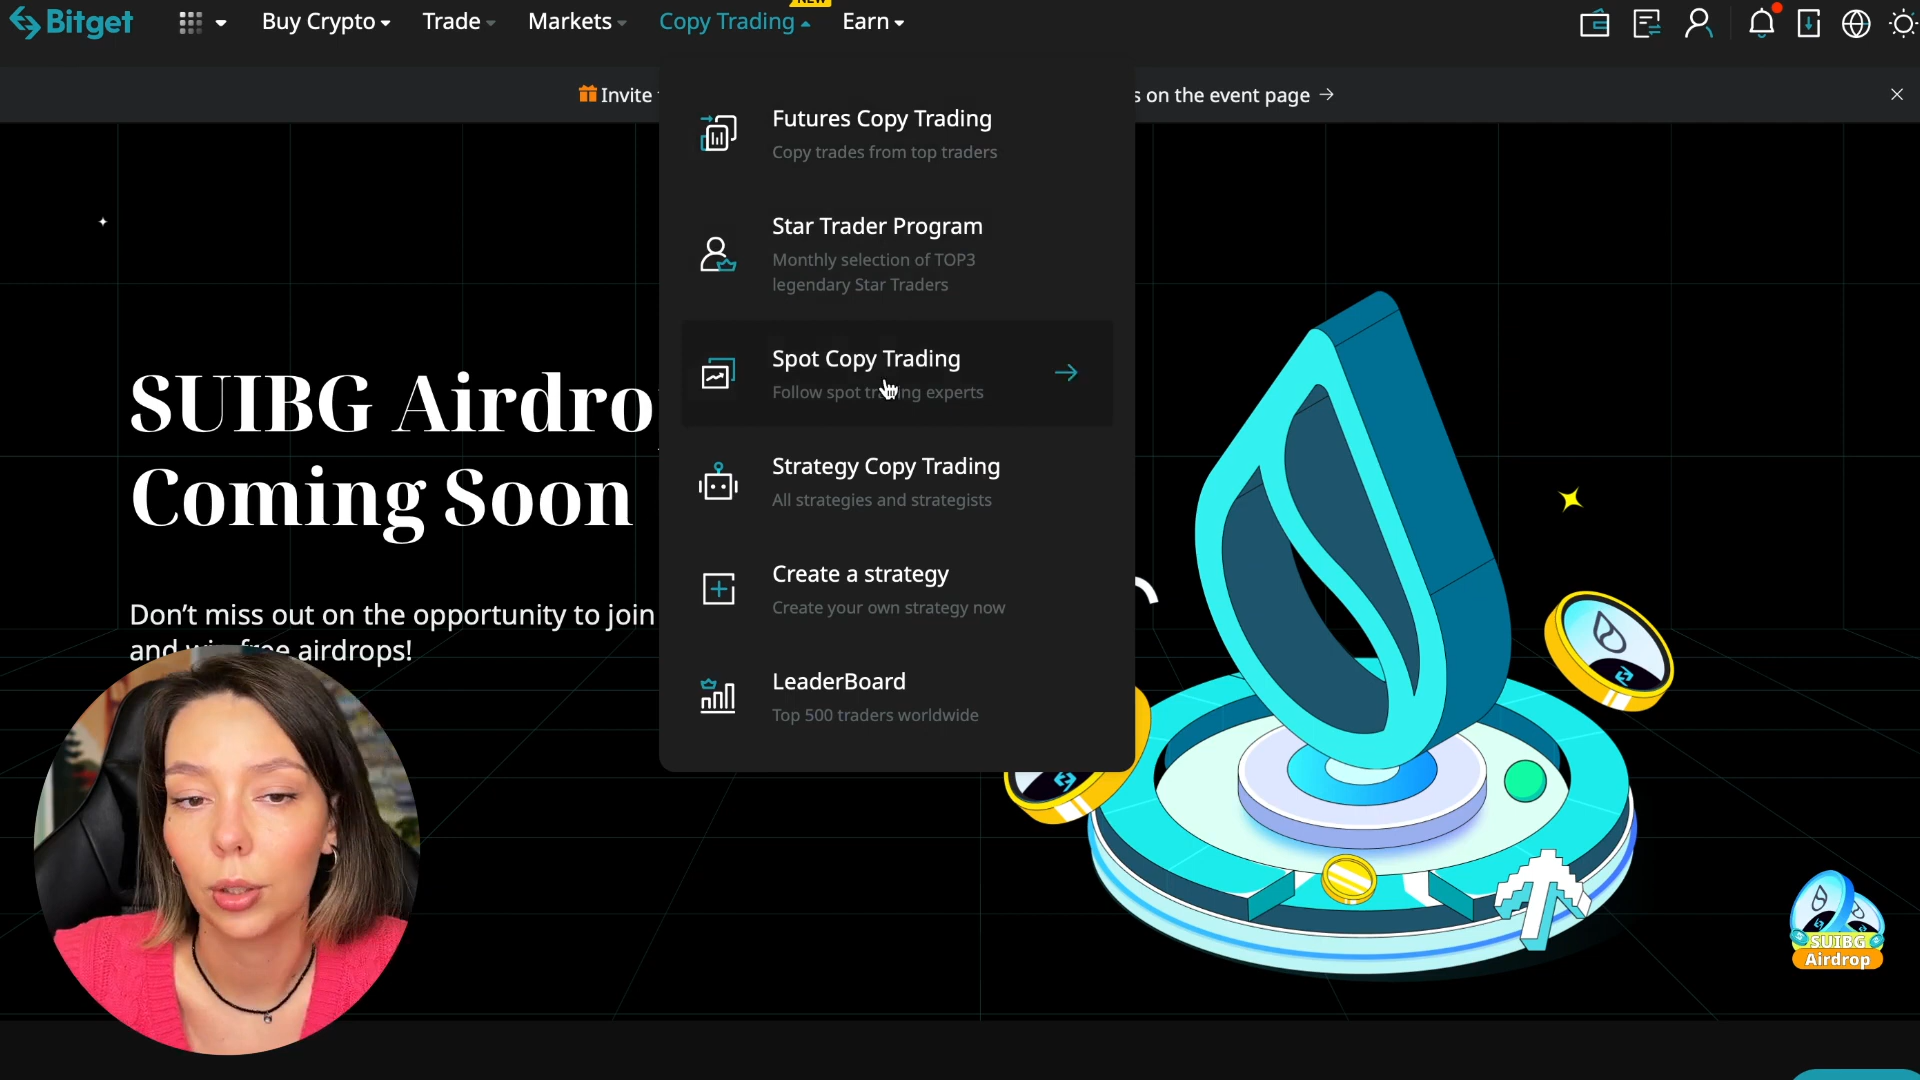 Bitget
Buy Crypto
Trade
Markets
Copy Trading
NEW
Earn
Invite
s on the event page →
Futures Copy Trading
Copy trades from top traders
Star Trader Program
Monthly selection of TOP3
legendary Star Traders
Spot Copy Trading
Follow spot trading experts
Strategy Copy Trading
All strategies and strategists
Create a strategy
Create your own strategy now
LeaderBoard
Top 500 traders worldwide
SUIBG Airdro
Coming Soon
Don't miss out on the opportunity to join
and win free airdrops!
SUIBG
Airdrop